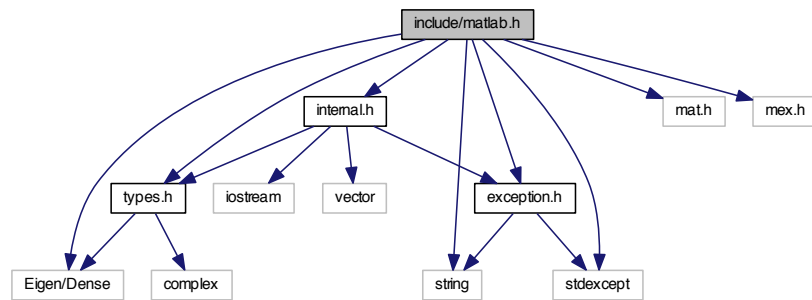 include/matlab.h
internal.h
mat.h
mex.h
types.h
iostream
vector
exception.h
Eigen/Dense
complex
string
stdexcept